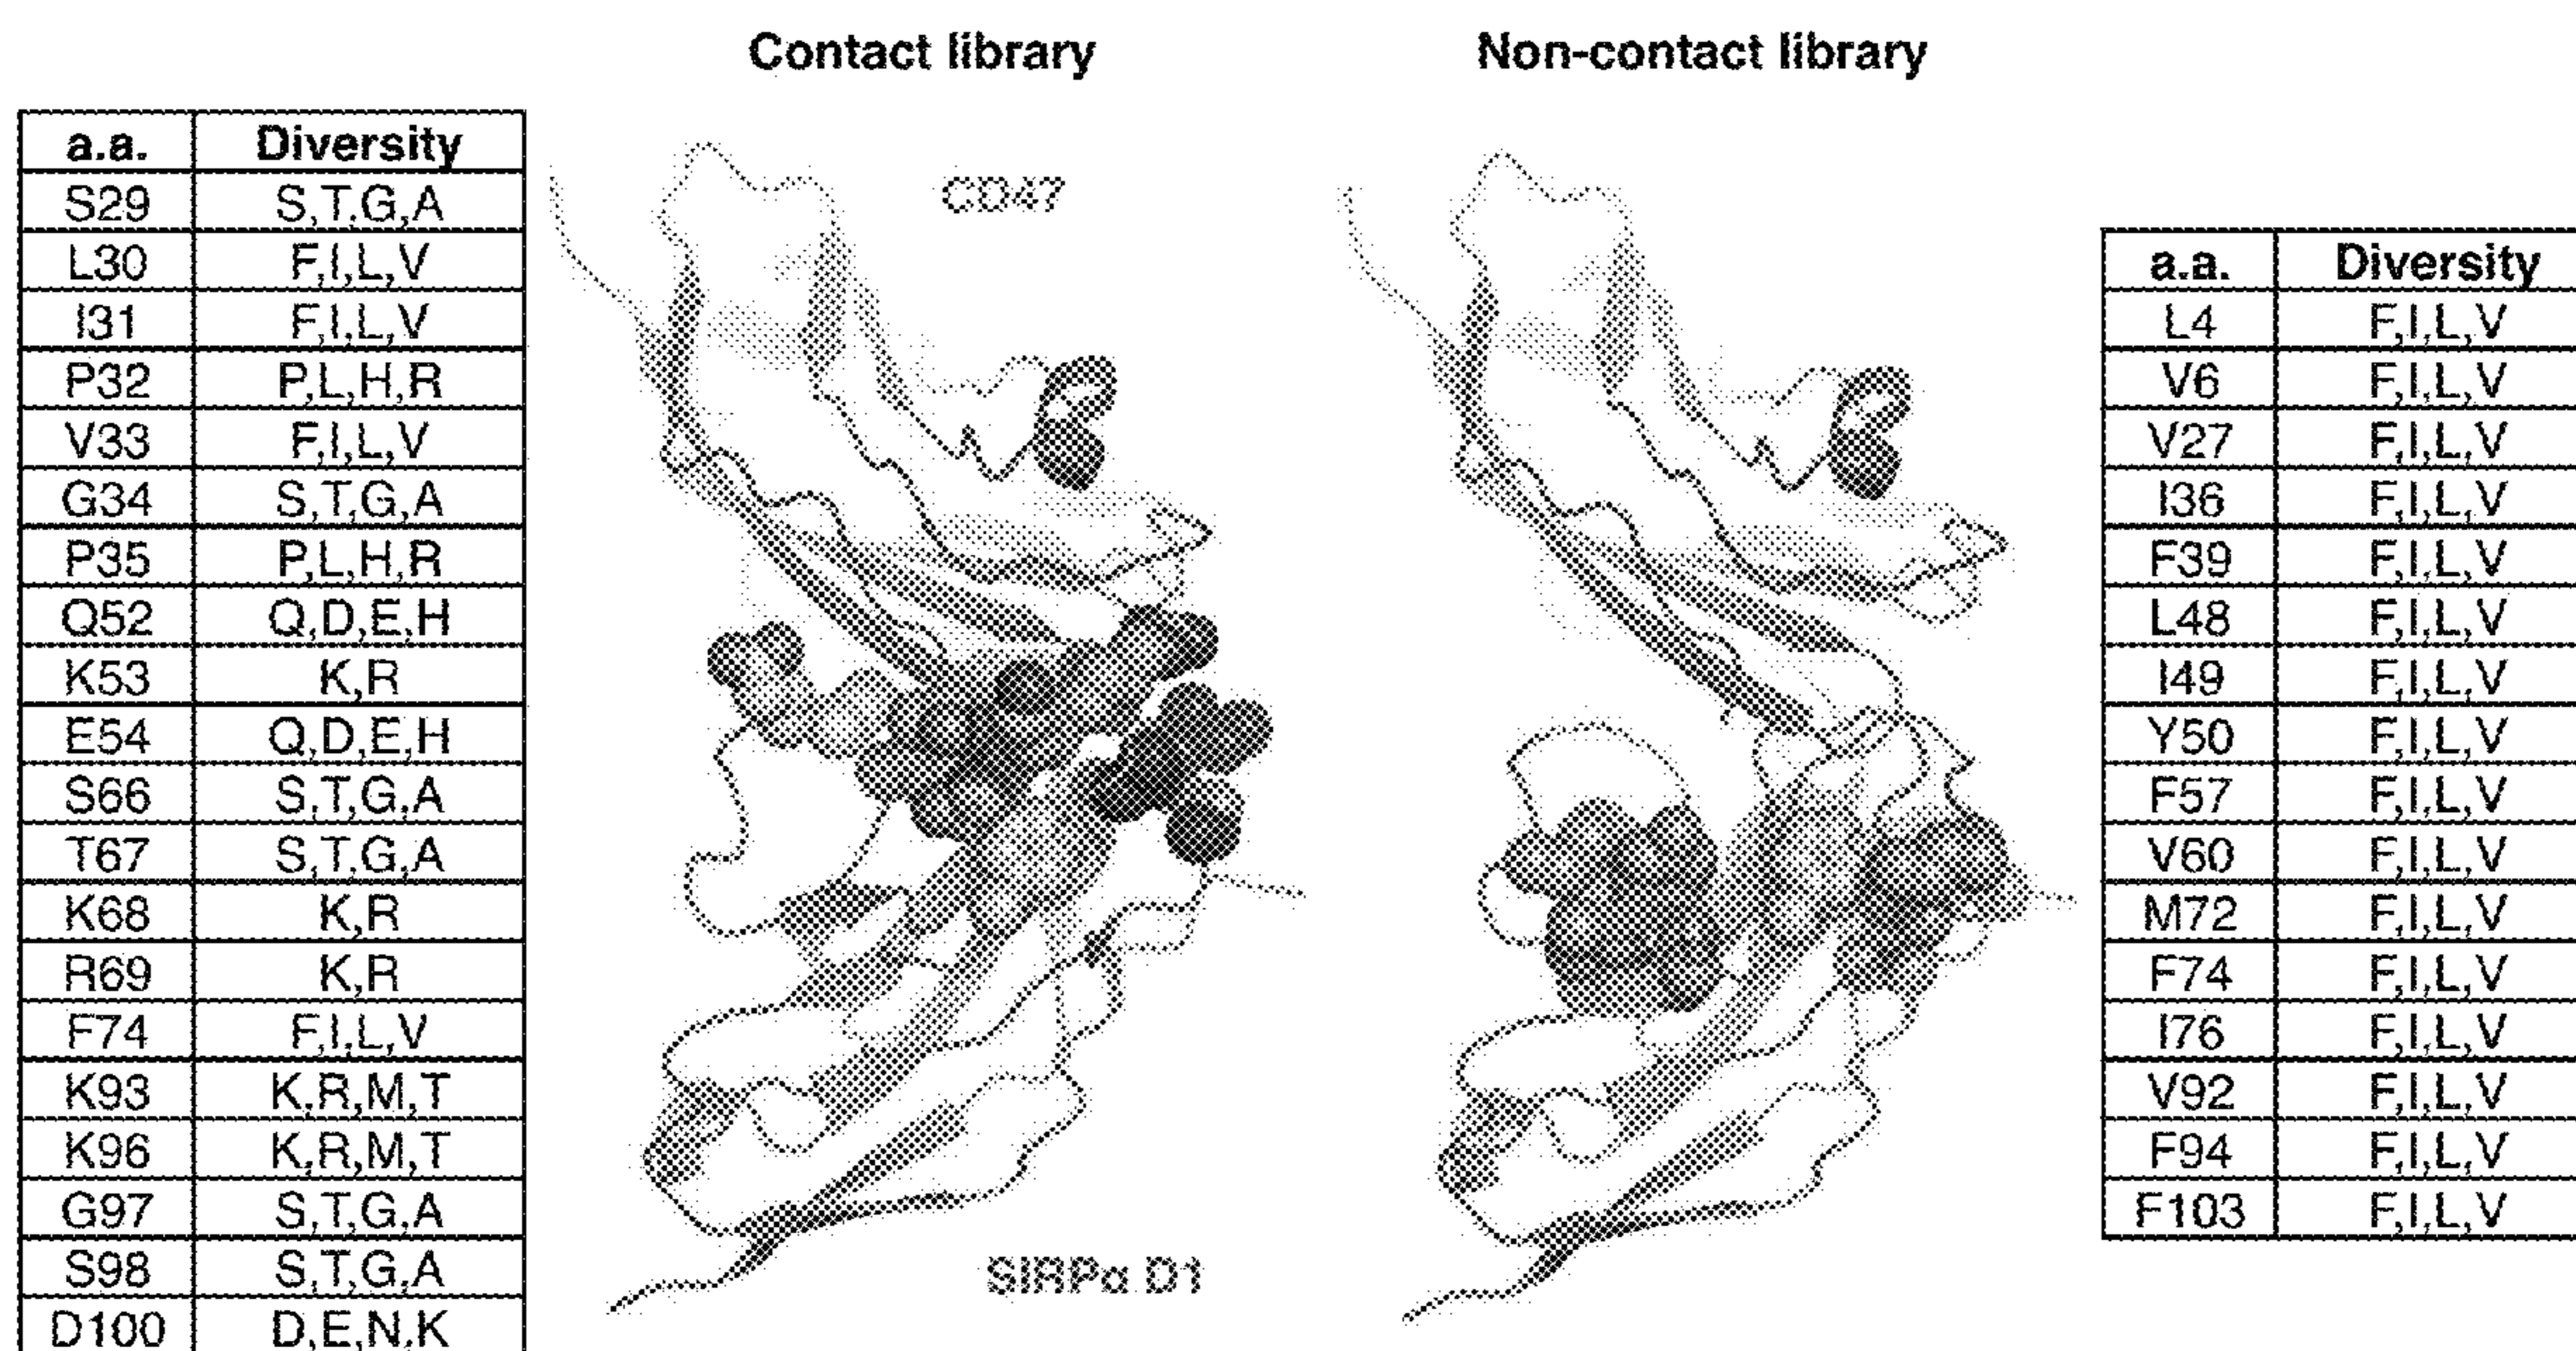 Contact library
Non-contact library
a.a. Diversity
S29 S,T,G,A
L30 F,I,L,V
I31 F,I,L,V
P32 P,L,H,R
V33 F,I,L,V
G34 S,T,G,A
P35 P,L,H,R
Q52 Q,D,E,H
K53 K,R
E54 Q,D,E,H
S66 S,T,G,A
T67 S,T,G,A
K68 K,R
R69 K,R
F74 F,I,L,V
K93 K,R,M,T
K96 K,R,M,T
G97 S,T,G,A
S98 S,T,G,A
D100 D,E,N,K
CD47
SIRPα D1
a.a. Diversity
L4 F,I,L,V
V6 F,I,L,V
V27 F,I,L,V
I36 F,I,L,V
F39 F,I,L,V
L48 F,I,L,V
I49 F,I,L,V
Y50 F,I,L,V
F57 F,I,L,V
V60 F,I,L,V
M72 F,I,L,V
F74 F,I,L,V
I76 F,I,L,V
V92 F,I,L,V
F94 F,I,L,V
F103 F,I,L,V